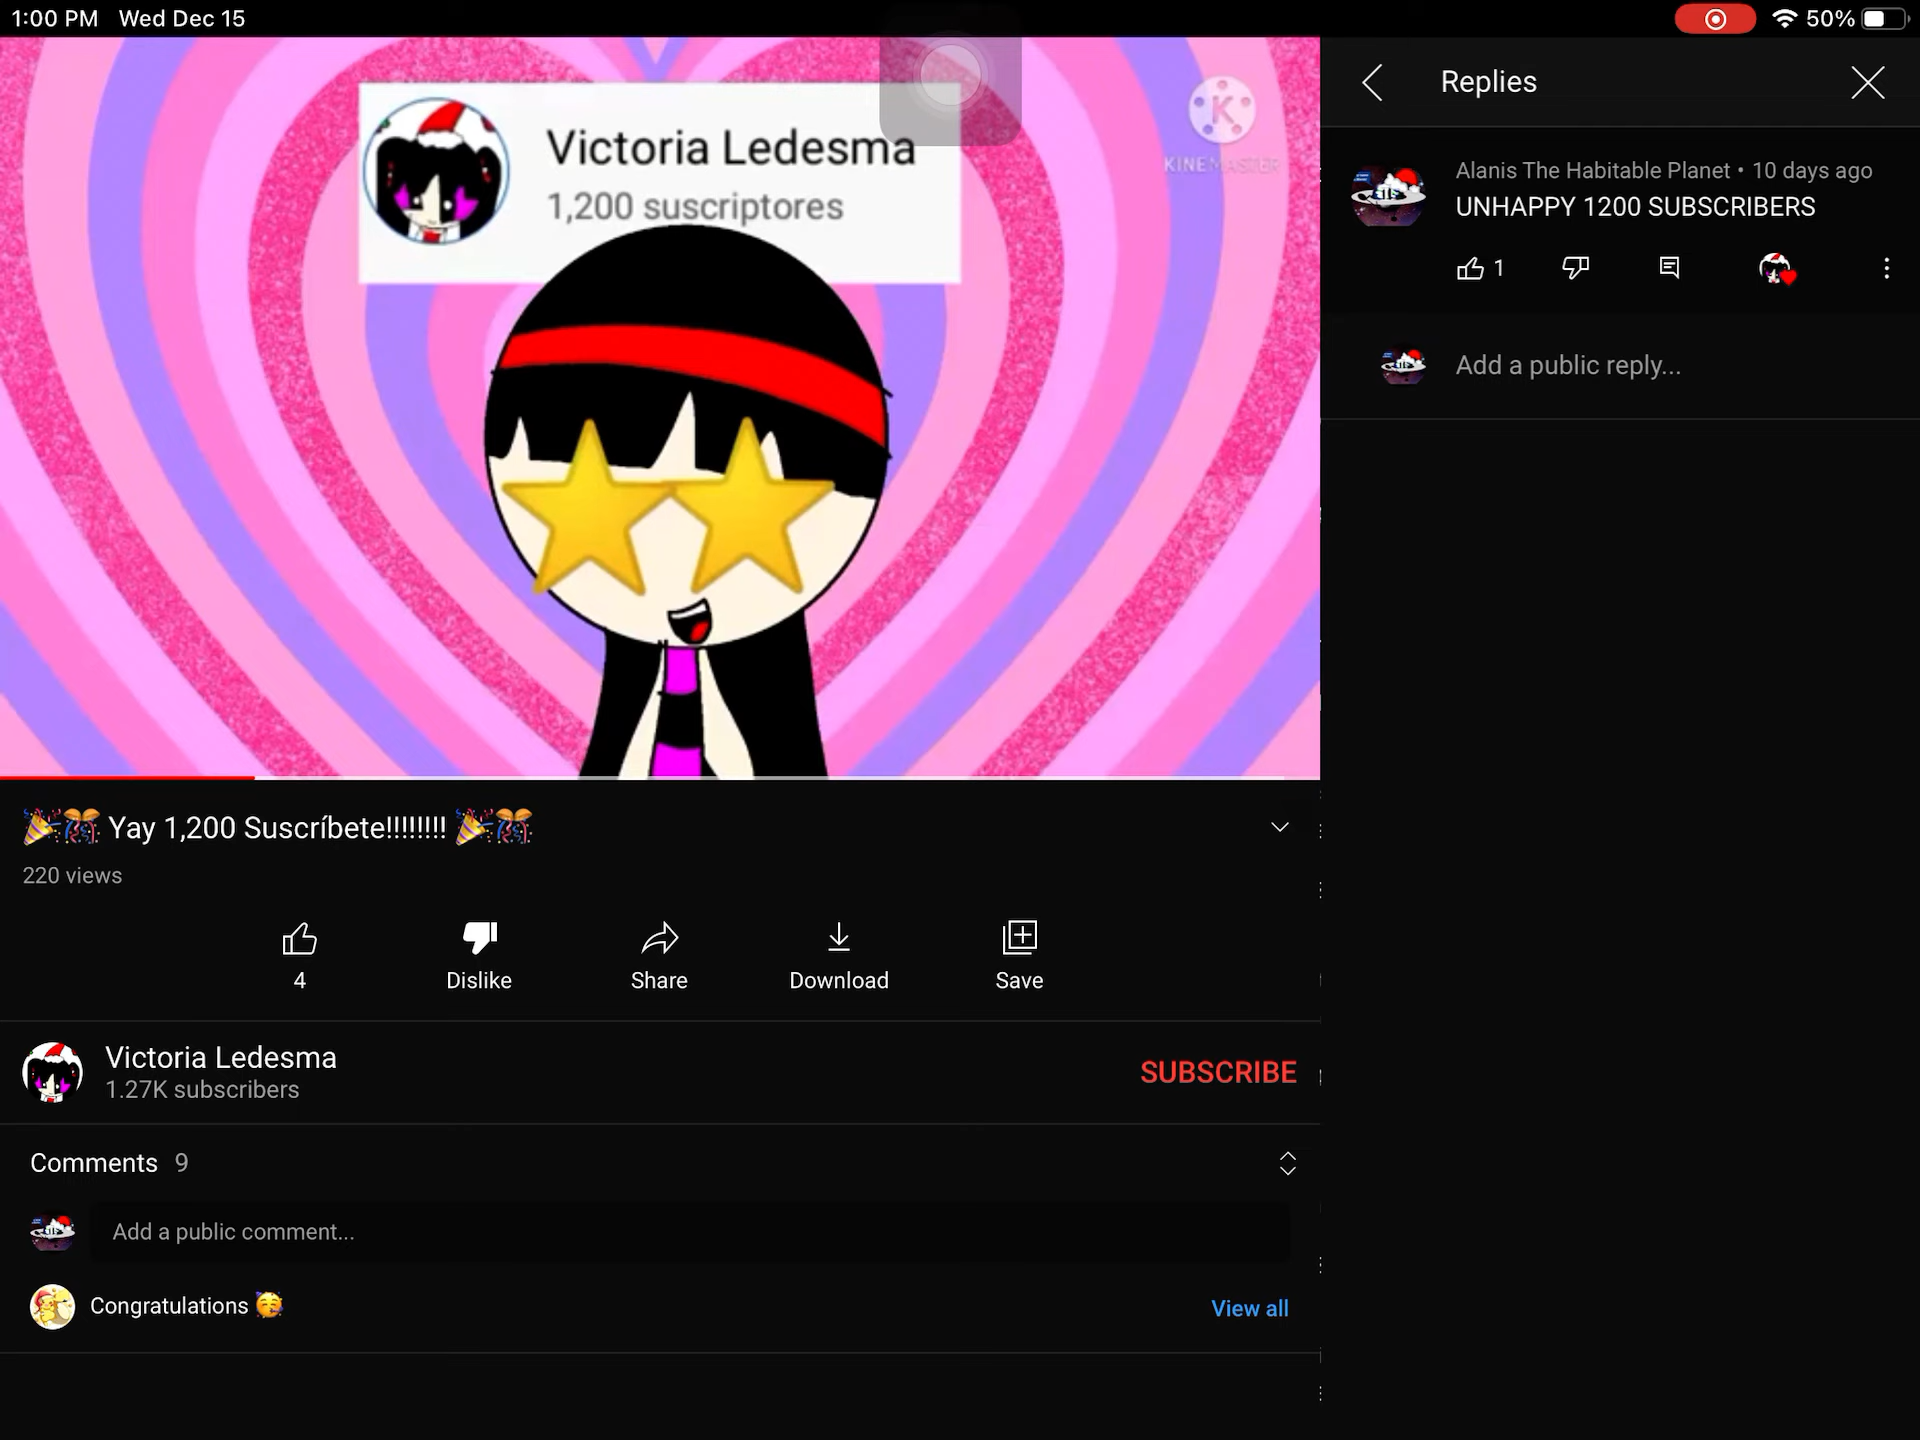 1:00 PM Wed Dec 15
50%
Victoria Ledesma
1,200 suscriptores
KINEMASTER
🎉🎊 Yay 1,200 Suscríbete!!!!!!!! 🎉🎊
220 views
4
Dislike
Share
Download
Save
Victoria Ledesma
1.27K subscribers
SUBSCRIBE
Comments 9
Add a public comment...
Congratulations 🥳
View all
Replies
Alanis The Habitable Planet • 10 days ago
UNHAPPY 1200 SUBSCRIBERS
1
Add a public reply...